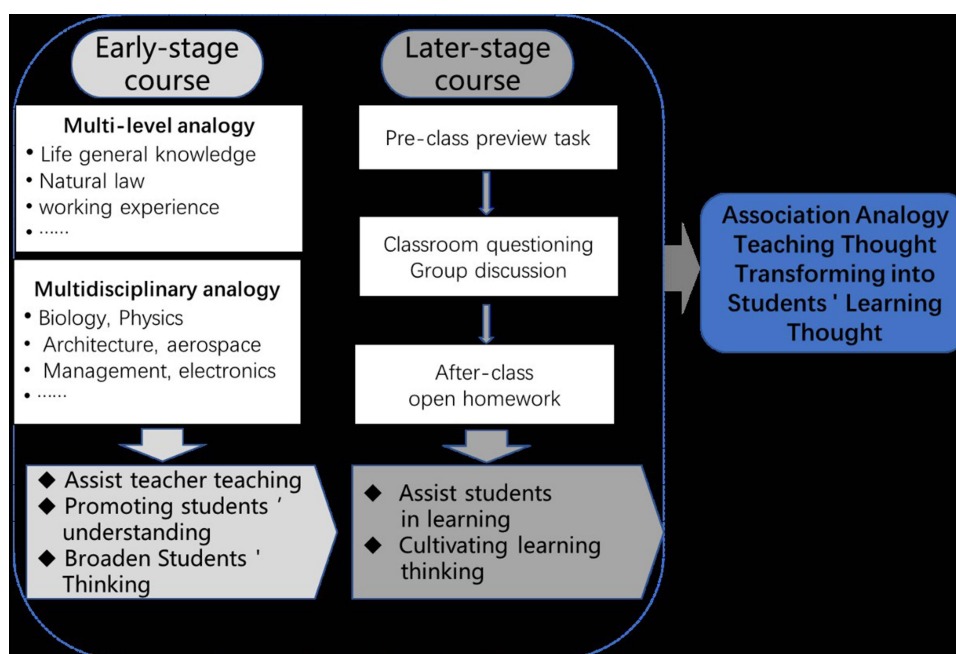 Early-stage
course
Multi-level analogy
• Life general knowledge
• Natural law
• working experience
• ······
Multidisciplinary analogy
• Biology, Physics
• Architecture, aerospace
• Management, electronics
• ······
◆ Assist teacher teaching
◆ Promoting students ’
understanding
◆ Broaden Students '
Thinking
Later-stage
course
Pre-class preview task
Classroom questioning
Group discussion
After-class
open homework
◆ Assist students
in learning
◆ Cultivating learning
thinking
Association Analogy
Teaching Thought
Transforming into
Students ' Learning
Thought